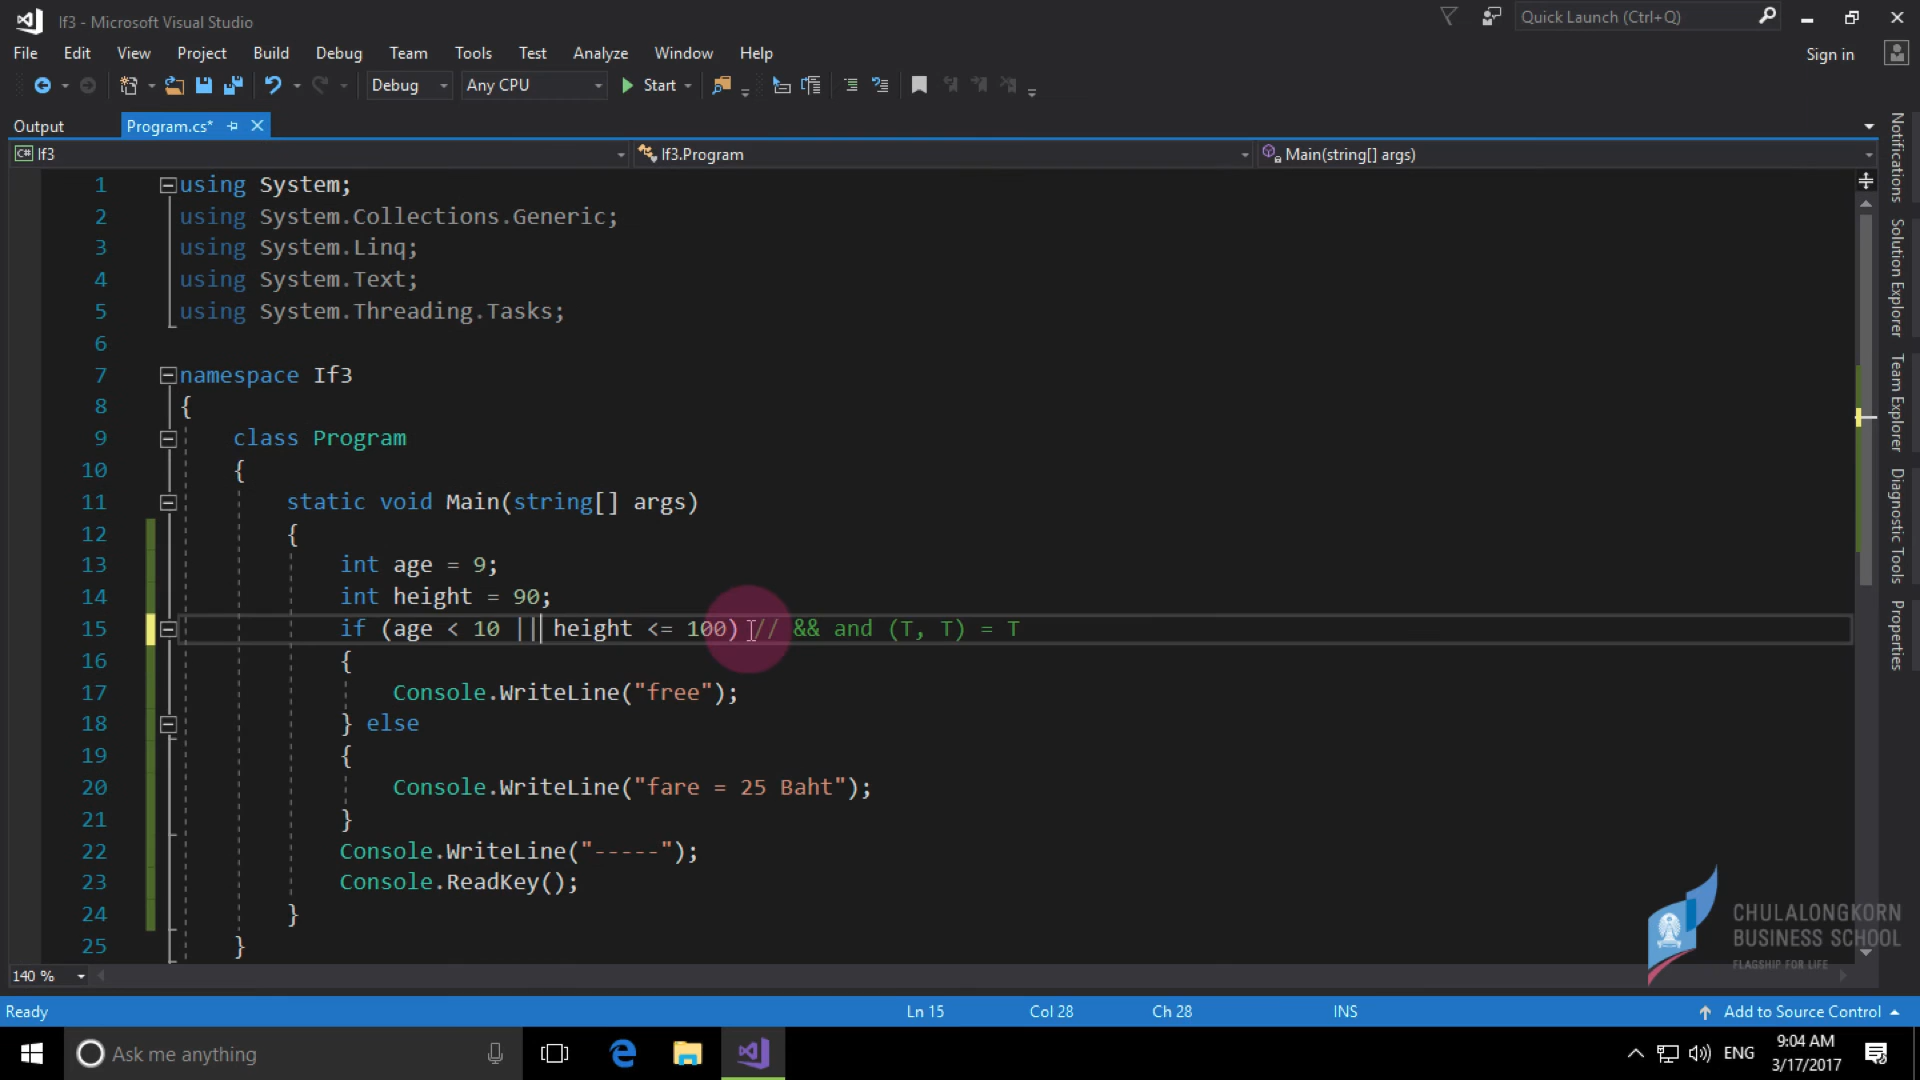 If3 - Microsoft Visual Studio
Quick Launch (Ctrl+Q)
File Edit View Project Build Debug Team Tools Test Analyze Window Help
Sign in
Debug Any CPU Start
Output Program.cs*
C# If3 If3.Program Main(string[] args)
1 using System;
2 using System.Collections.Generic;
3 using System.Linq;
4 using System.Text;
5 using System.Threading.Tasks;
6
7 namespace If3
8 {
9 class Program
10 {
11 static void Main(string[] args)
12 {
13 int age = 9;
14 int height = 90;
15 if (age < 10 || height <= 100) // && and (T, T) = T
16 {
17 Console.WriteLine("free");
18 } else
19 {
20 Console.WriteLine("fare = 25 Baht");
21 }
22 Console.WriteLine("-----");
23 Console.ReadKey();
24 }
25 }
Notifications
Solution Explorer
Team Explorer
Diagnostic Tools
Properties
CHULALONGKORN
BUSINESS SCHOOL
FLAGSHIP FOR LIFE
140 %
Ready Ln 15 Col 28 Ch 28 INS Add to Source Control
Ask me anything
ENG
9:04 AM
3/17/2017